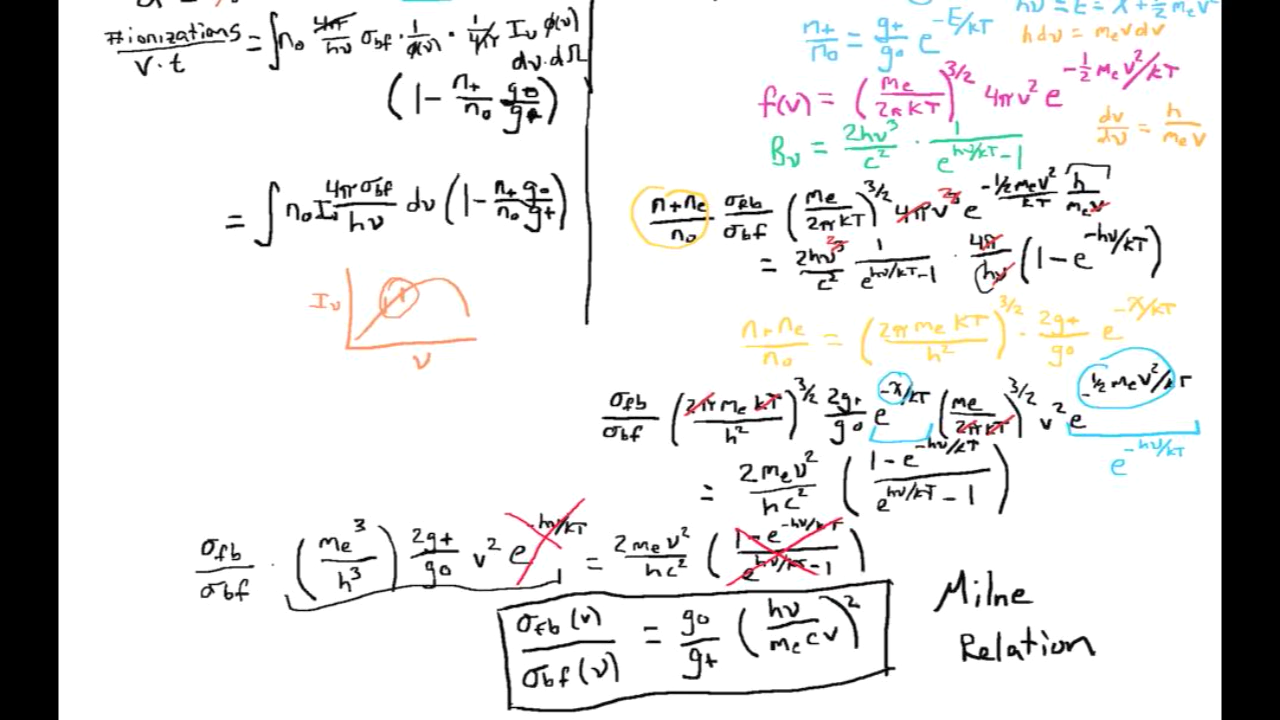 #ionizations / V·t = ∫ n₀ 4π/hν σbf · 1/φ(ν) · 1/4π Iν φ(ν) dν·dΩ
(1 - n₊/n₀ g₀/g₊)
= ∫ n₀ Iν 4πσbf/hν dν (1 - n₊/n₀ g₀/g₊)
Iν
ν
hν = E = χ + ½ mₑv²
n₊/n₀ = g₊/g₀ e^(-E/kT)
hdν = mₑvdv
f(v) = (mₑ/2πkT)^(3/2) 4πv² e^(-½mₑv²/kT)
dv/dν = h/mₑv
Bν = 2hν³/c² · 1/(e^(hν/kT) - 1)
n₊nₑ/n₀ σfb/σbf (mₑ/2πkT)^(3/2) 4πv³ e^(-½mₑv²/kT) h/mₑv
= 2hν³/c² 1/(e^(hν/kT) - 1) · 4π/hν (1 - e^(-hν/kT))
n₊nₑ/n₀ = (2πmₑkT/h²)^(3/2) · 2g₊/g₀ e^(-χ/kT)
σfb/σbf (2πmₑkT/h²)^(3/2) 2g₊/g₀ e^(-χ/kT) (mₑ/2πkT)^(3/2) v² e^(-½mₑv²/kT)
e^(-hν/kT)
= 2mₑν²/hc² ((1 - e^(-hν/kT))/(e^(hν/kT) - 1))
σfb/σbf · (mₑ³/h³) 2g₊/g₀ v² e^(-hν/kT) = 2mₑν²/hc² ((1 - e^(-hν/kT))/(e^(hν/kT) - 1))
σfb(v)/σbf(ν) = g₀/g₊ (hν/mₑcv)²
Milne
Relation